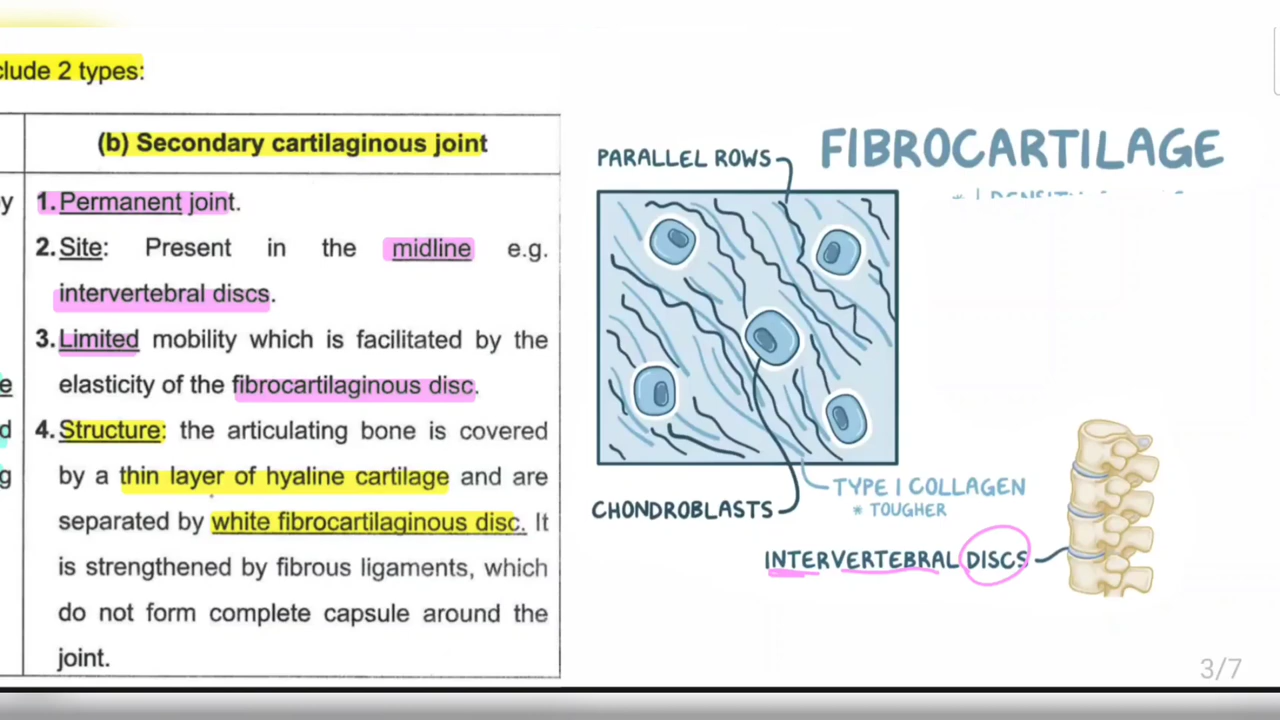 clude 2 types:
(b) Secondary cartilaginous joint
y
1. Permanent joint.
2. Site: Present in the midline e.g.
intervertebral discs.
3. Limited mobility which is facilitated by the
e
elasticity of the fibrocartilaginous disc.
d
4. Structure: the articulating bone is covered
g
by a thin layer of hyaline cartilage and are
separated by white fibrocartilaginous disc. It
is strengthened by fibrous ligaments, which
do not form complete capsule around the
joint.
FIBROCARTILAGE
PARALLEL ROWS
CHONDROBLASTS
TYPE I COLLAGEN
* TOUGHER
INTERVERTEBRAL DISCS
3/7